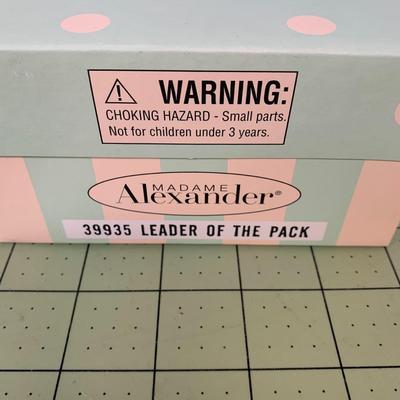 ⚠ WARNING:
CHOKING HAZARD - Small parts.
Not for children under 3 years.
MADAME
Alexander®
39935 LEADER OF THE PACK